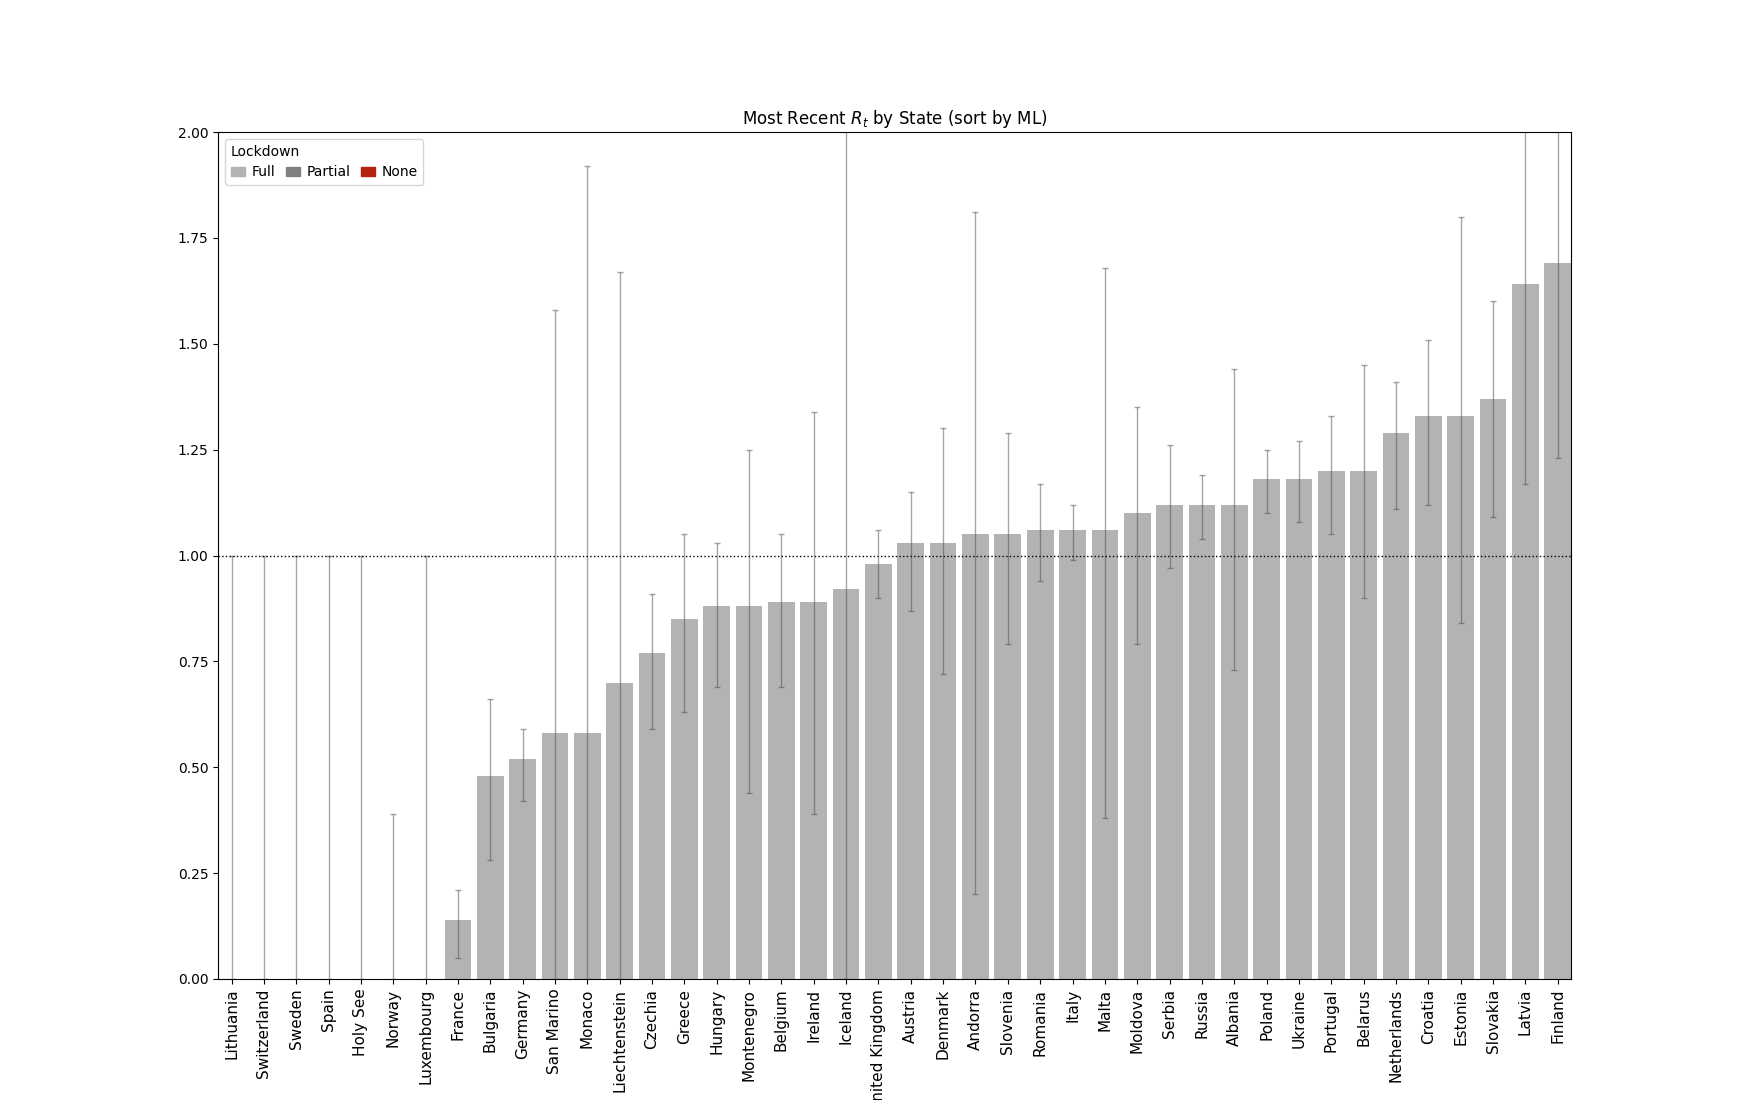 Most Recent Rt by State (sort by ML)
2.00
Lockdown
Full Partial None
1.75
1.50
1.25
1.00
0.75
0.50
0.25
0.00
Lithuania
Switzerland
Sweden
Spain
Holy See
Norway
Luxembourg
France
Bulgaria
Germany
San Marino
Monaco
Liechtenstein
Czechia
Greece
Hungary
Montenegro
Belgium
Ireland
Iceland
nited Kingdom
Austria
Denmark
Andorra
Slovenia
Romania
Italy
Malta
Moldova
Serbia
Russia
Albania
Poland
Ukraine
Portugal
Belarus
Netherlands
Croatia
Estonia
Slovakia
Latvia
Finland